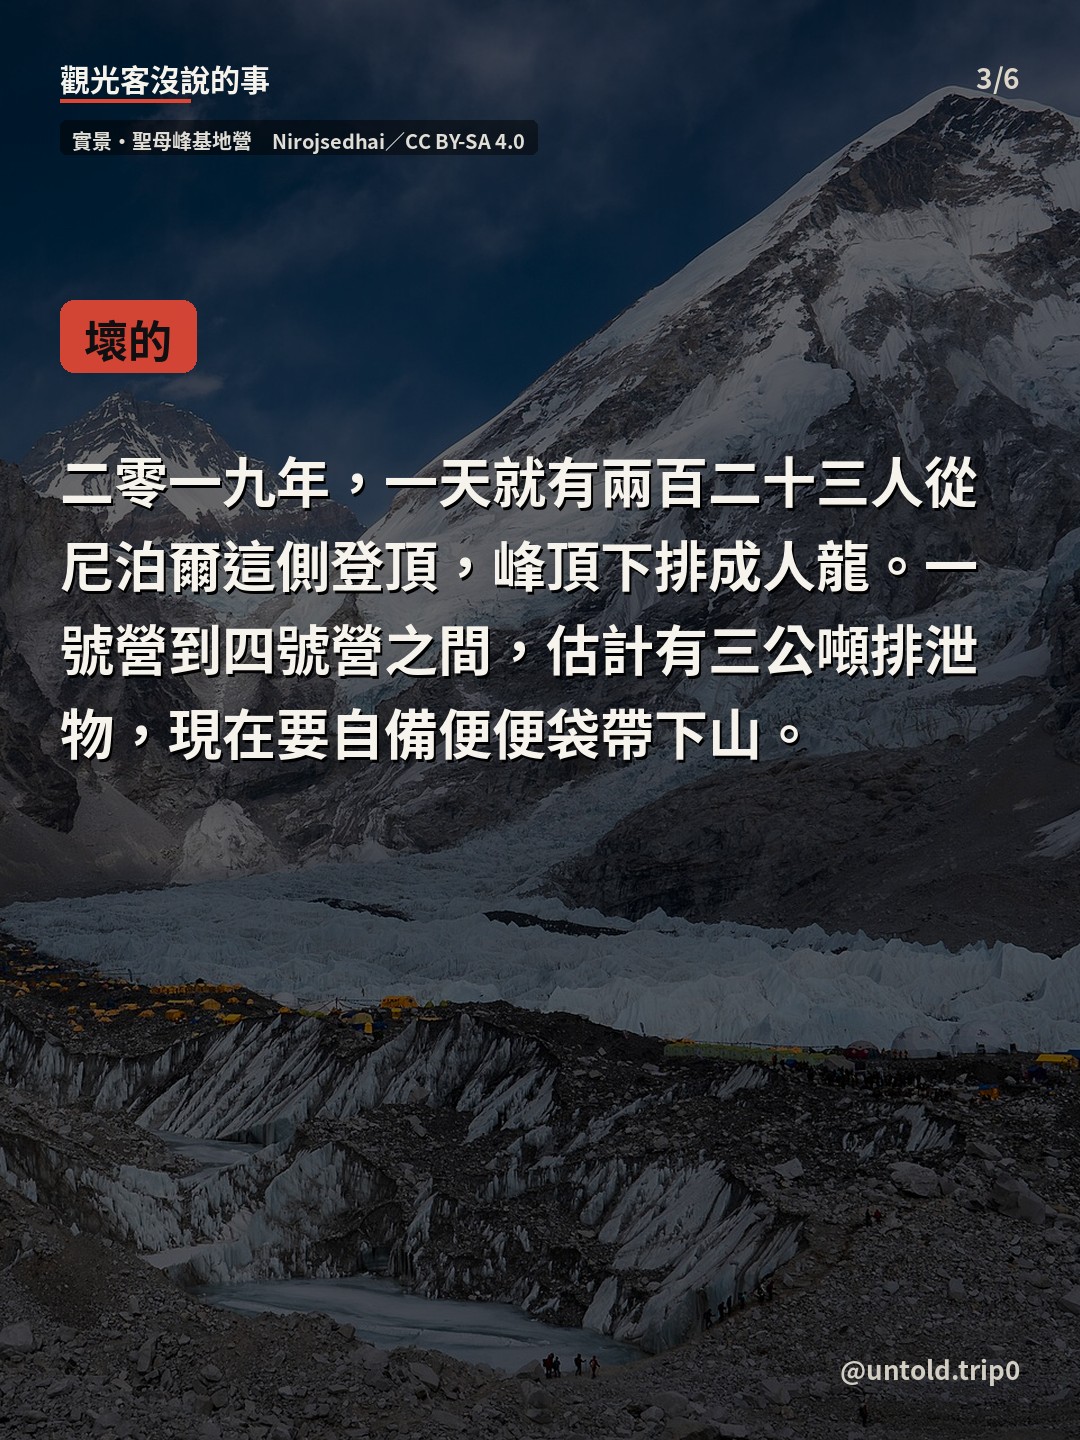 觀光客沒說的事
3/6
實景・聖母峰基地營　Nirojsedhai／CC BY-SA 4.0
壞的
二零一九年，一天就有兩百二十三人從
尼泊爾這側登頂，峰頂下排成人龍。一
號營到四號營之間，估計有三公噸排泄
物，現在要自備便便袋帶下山。
@untold.trip0